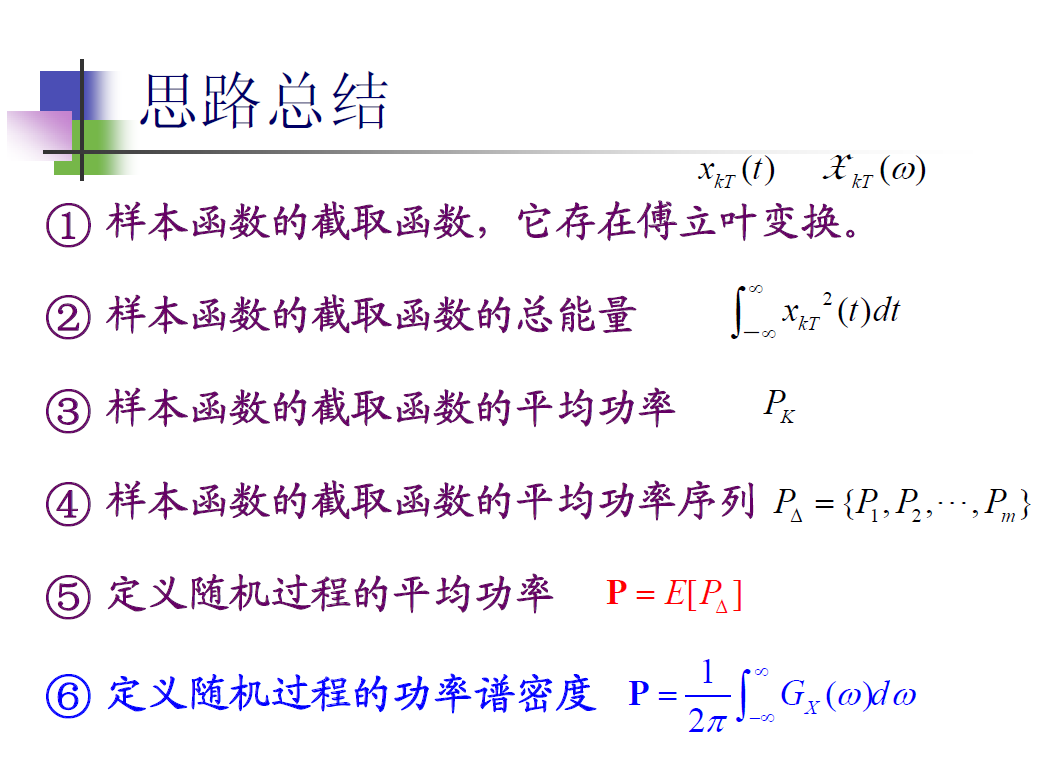 思路总结
x_{kT}(t) 𝒳_{kT}(ω)
① 样本函数的截取函数，它存在傅立叶变换。
② 样本函数的截取函数的总能量 ∫_{-∞}^{∞} x_{kT}^{2}(t)dt
③ 样本函数的截取函数的平均功率 P_K
④ 样本函数的截取函数的平均功率序列 P_Δ = {P_1, P_2, ⋯, P_m}
⑤ 定义随机过程的平均功率 P = E[P_Δ]
⑥ 定义随机过程的功率谱密度 P = \frac{1}{2π} ∫_{-∞}^{∞} G_X(ω)dω